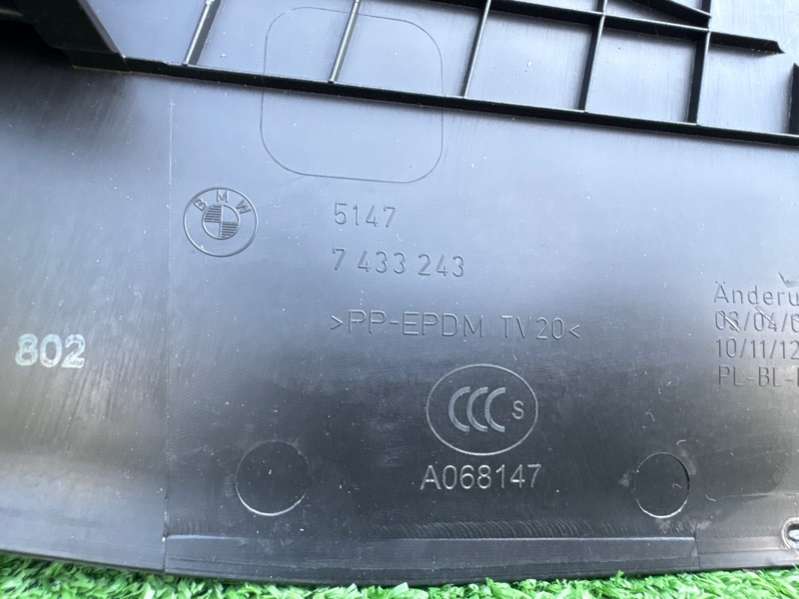 BMW
5147
7 433 243
>PP-EPDM TV20<
Änderu
10/11/12
802
CCC S
A068147